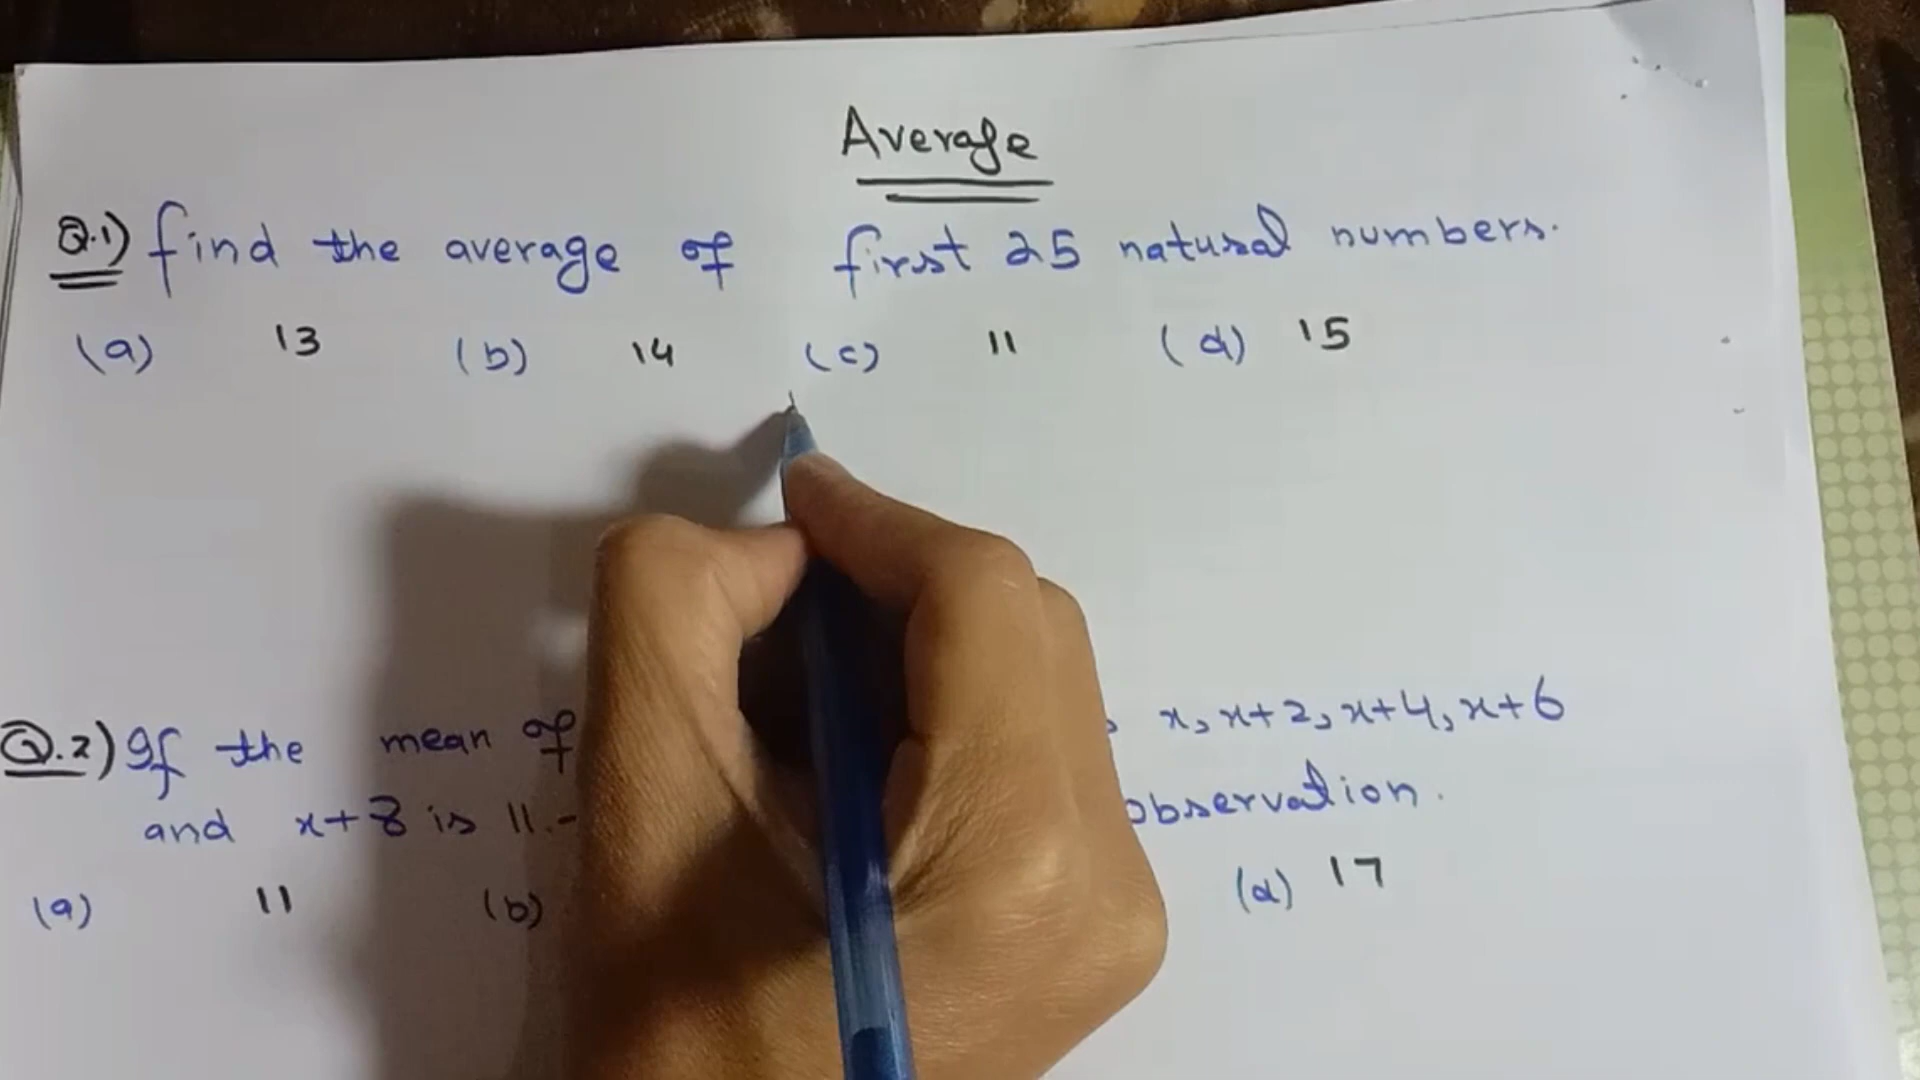 Average
Q.1) find the average of first 25 natural numbers.
(a) 13 (b) 14 (c) 11 (d) 15
Q.2) If the mean of x, x+2, x+4, x+6
and x+8 is 11. observation.
(a) 11 (b) (d) 17